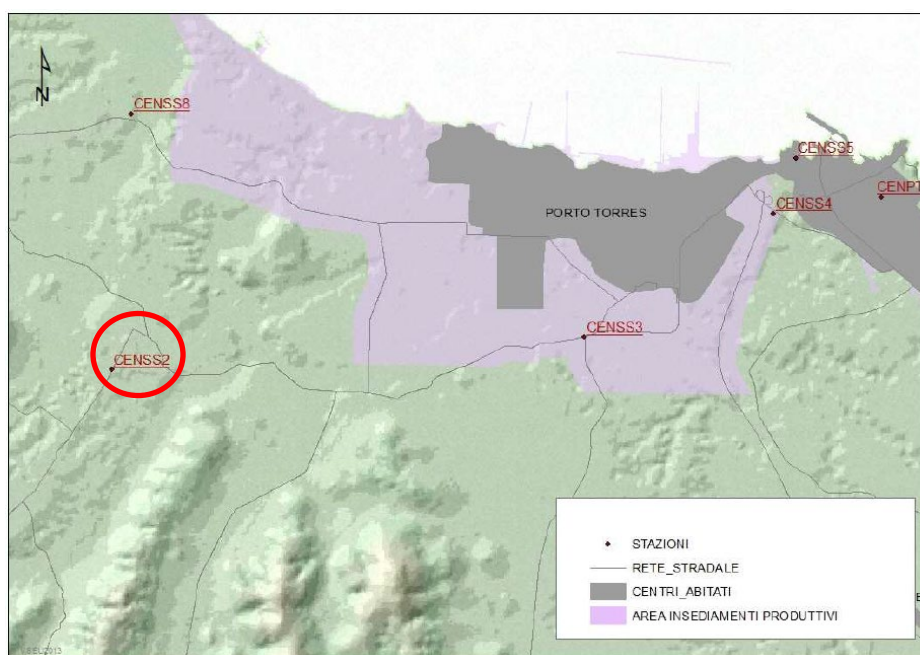 N
CENSS8
CENSS5
CENPT
CENSS4
PORTO TORRES
CENSS3
CENSS2
STAZIONI
RETE_STRADALE
CENTRI_ABITATI
AREA INSEDIAMENTI PRODUTTIVI